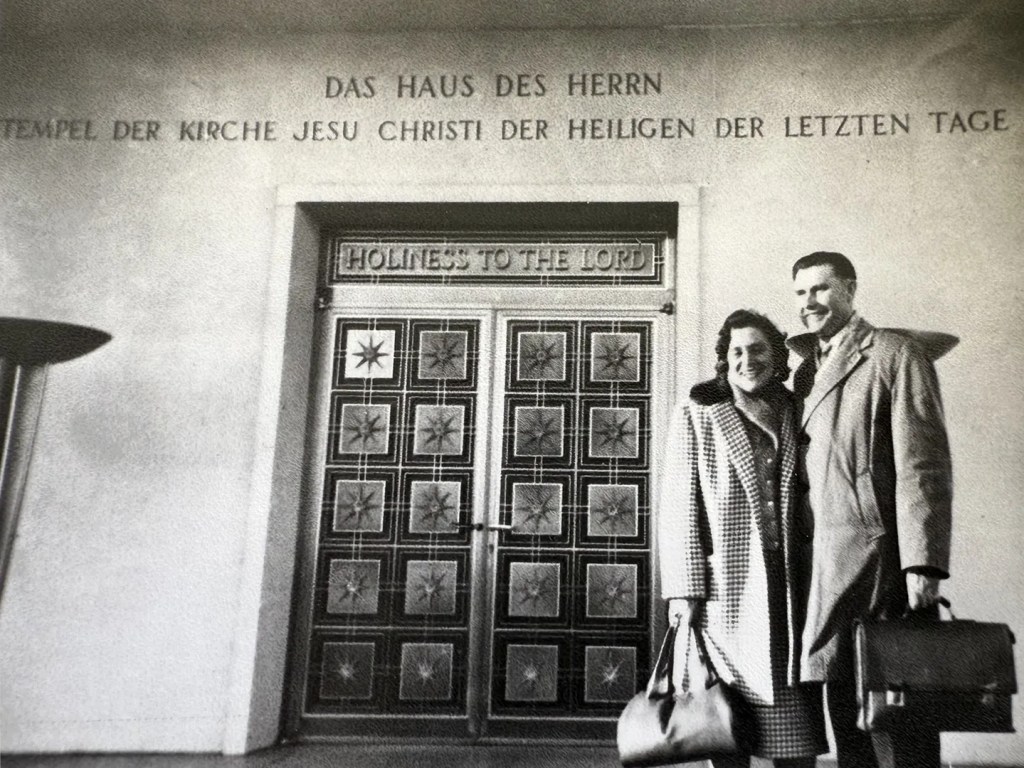 DAS HAUS DES HERRN
TEMPEL DER KIRCHE JESU CHRISTI DER HEILIGEN DER LETZTEN TAGE
HOLINESS TO THE LORD